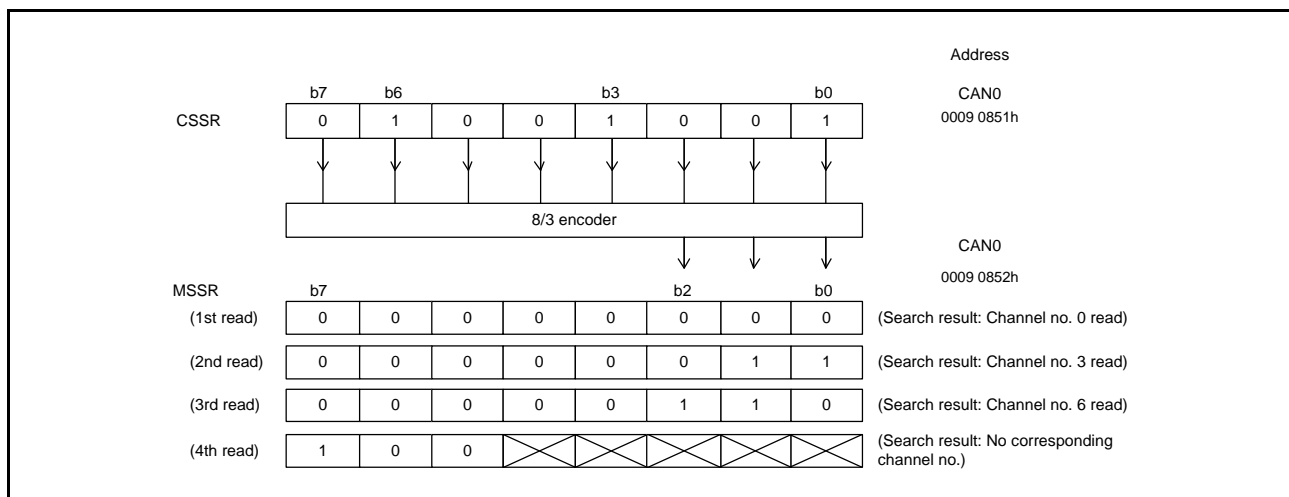 Address
b7 b6 b3 b0 CAN0
CSSR 0 1 0 0 1 0 0 1 0009 0851h
8/3 encoder
CAN0
0009 0852h
MSSR b7 b2 b0
(1st read) 0 0 0 0 0 0 0 0 (Search result: Channel no. 0 read)
(2nd read) 0 0 0 0 0 0 1 1 (Search result: Channel no. 3 read)
(3rd read) 0 0 0 0 0 1 1 0 (Search result: Channel no. 6 read)
(4th read) 1 0 0 (Search result: No corresponding
channel no.)